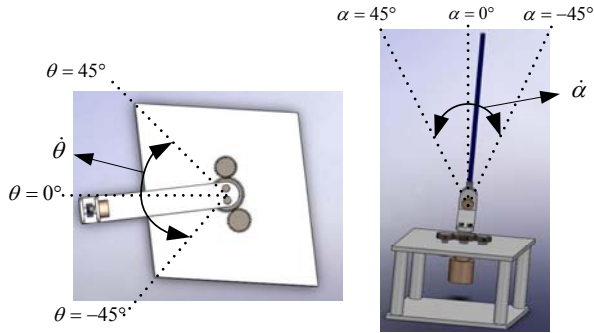 θ = 45°
θ̇
θ = 0°
θ = −45°
α = 45°
α = 0°
α = −45°
α̇